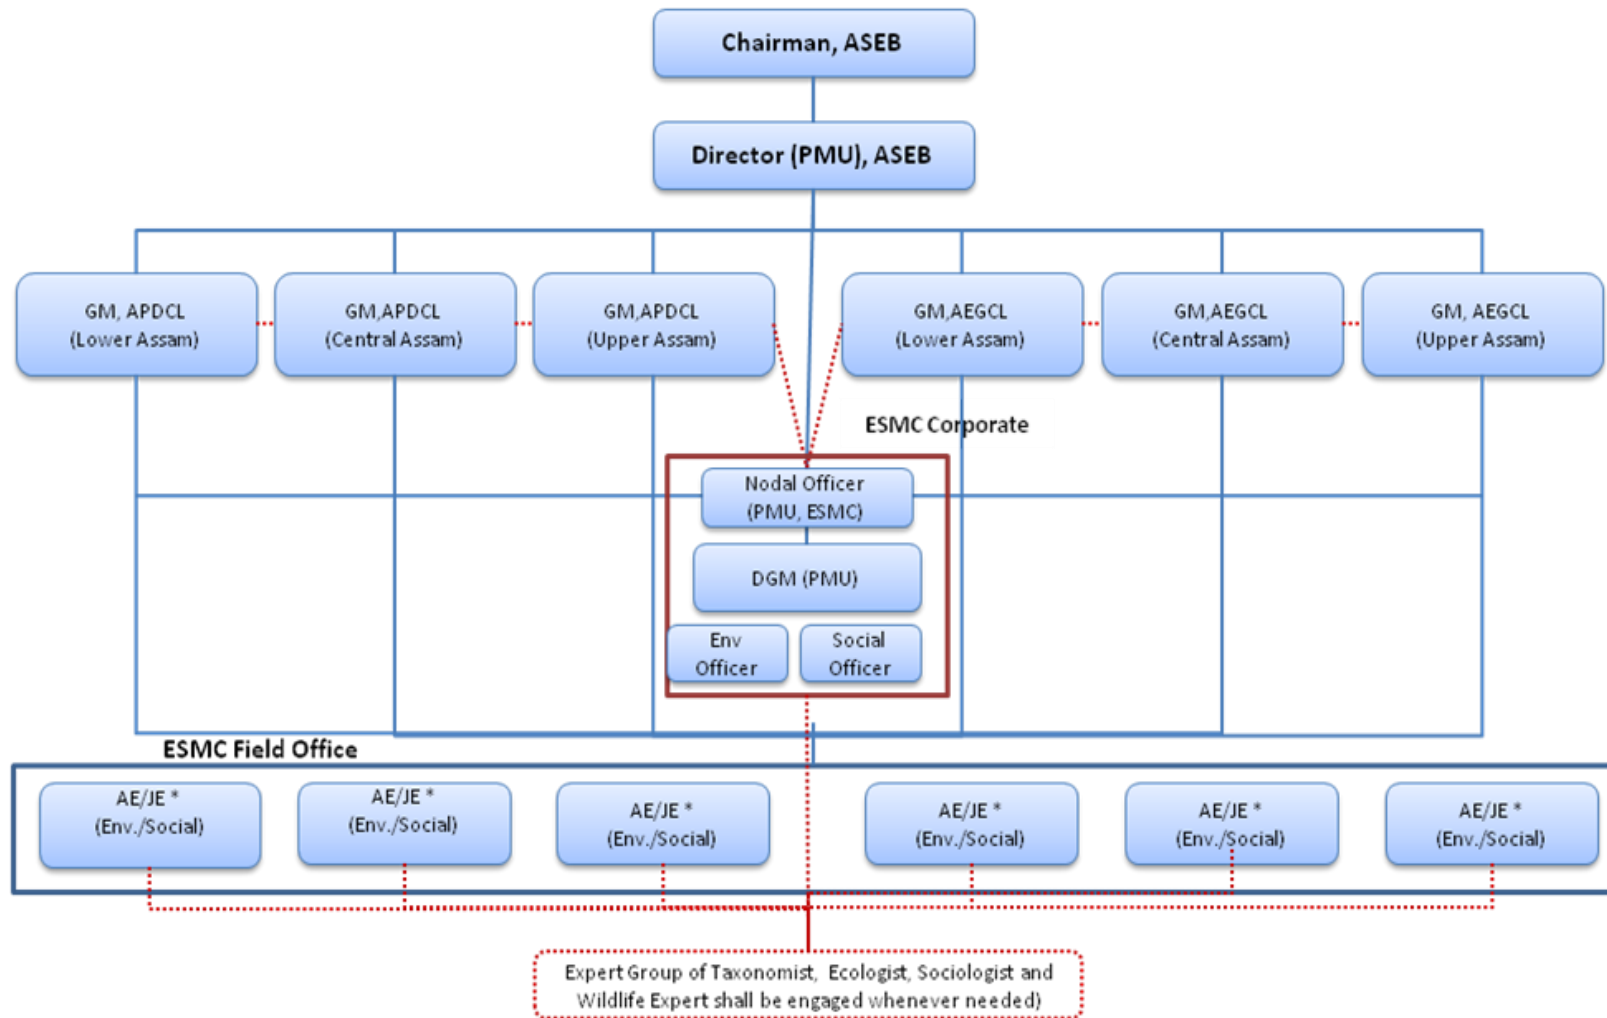 Chairman, ASEB
Director (PMU), ASEB
GM, APDCL
(Lower Assam)
GM,APDCL
(Central Assam)
GM,APDCL
(Upper Assam)
GM,AEGCL
(Lower Assam)
GM,AEGCL
(Central Assam)
GM, AEGCL
(Upper Assam)
ESMC Corporate
Nodal Officer
(PMU, ESMC)
DGM (PMU)
Env
Officer
Social
Officer
ESMC Field Office
AE/JE *
(Env./Social)
AE/JE *
(Env./Social)
AE/JE *
(Env./Social)
AE/JE *
(Env./Social)
AE/JE *
(Env./Social)
AE/JE *
(Env./Social)
Expert Group of Taxonomist, Ecologist, Sociologist and
Wildlife Expert shall be engaged whenever needed)